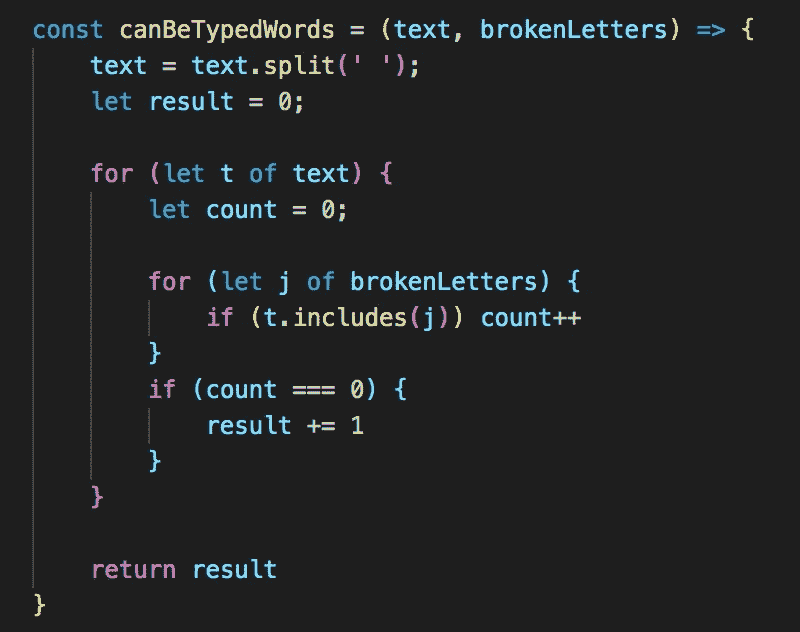 const canBeTypedWords = (text, brokenLetters) => {
    text = text.split(' ');
    let result = 0;

    for (let t of text) {
        let count = 0;

        for (let j of brokenLetters) {
            if (t.includes(j)) count++
        }
        if (count === 0) {
            result += 1
        }
    }

    return result
}